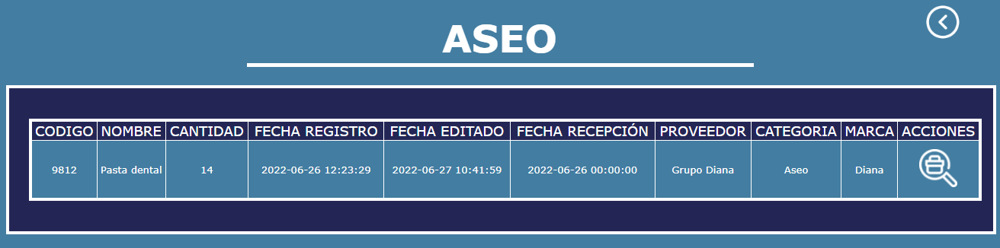 ASEO
CODIGO NOMBRE CANTIDAD FECHA REGISTRO FECHA EDITADO FECHA RECEPCIÓN PROVEEDOR CATEGORIA MARCA ACCIONES
9812 Pasta dental 14 2022-06-26 12:23:29 2022-06-27 10:41:59 2022-06-26 00:00:00 Grupo Diana Aseo Diana